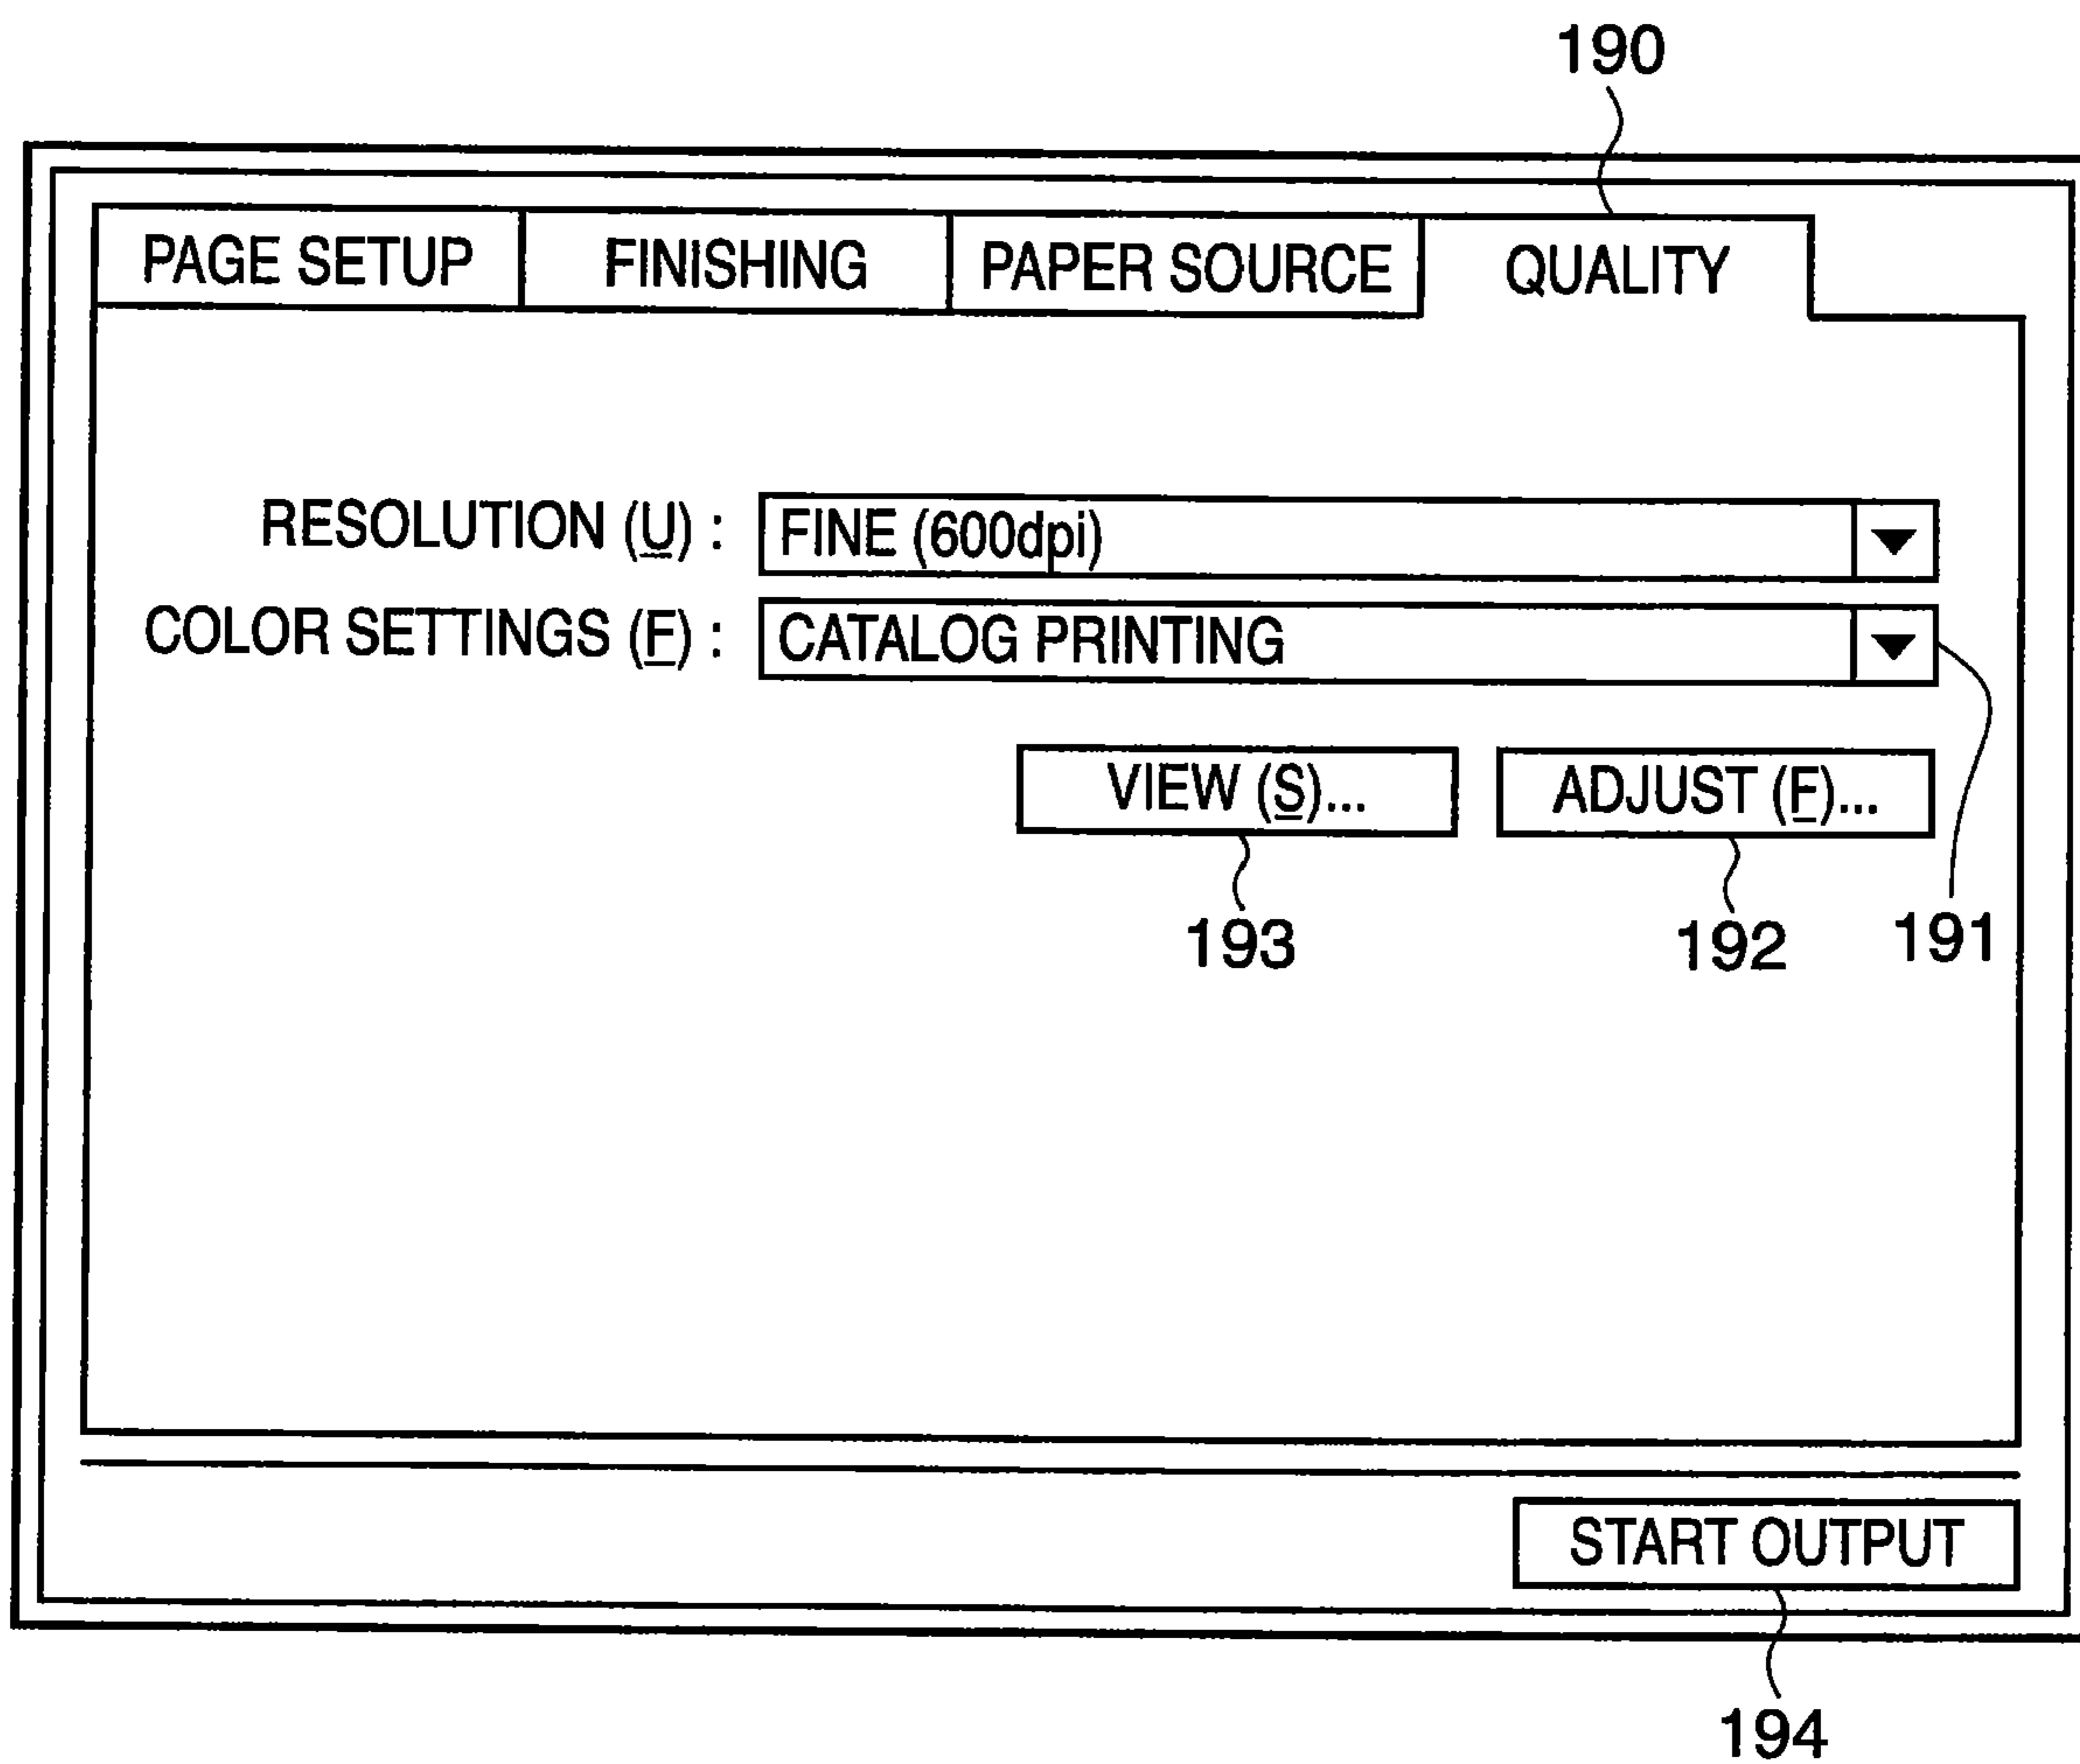 190
PAGE SETUP FINISHING PAPER SOURCE QUALITY
RESOLUTION (U) : FINE (600dpi)
COLOR SETTINGS (F) : CATALOG PRINTING
VIEW (S)... ADJUST (F)...
193 192 191
START OUTPUT
194